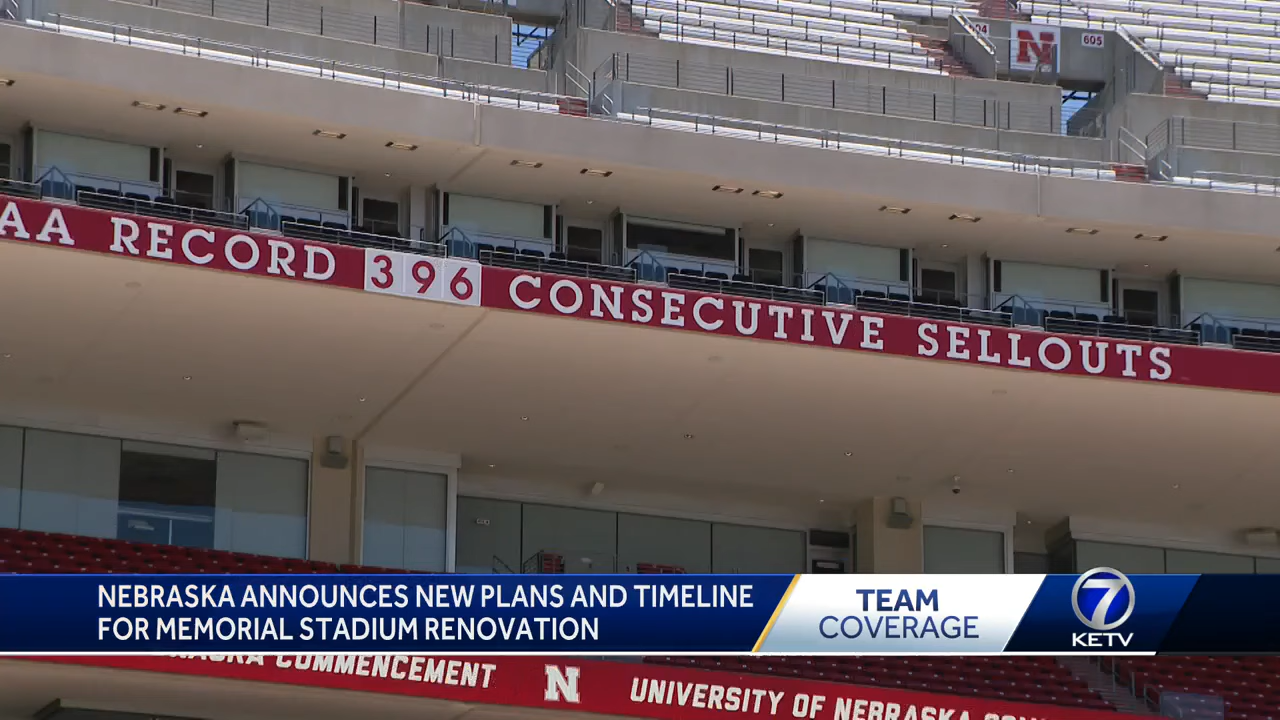 N
605
AA RECORD 396 CONSECUTIVE SELLOUTS
NEBRASKA ANNOUNCES NEW PLANS AND TIMELINE
FOR MEMORIAL STADIUM RENOVATION
TEAM
COVERAGE
7
KETV
COMMENCEMENT N UNIVERSITY OF NEBRASKA